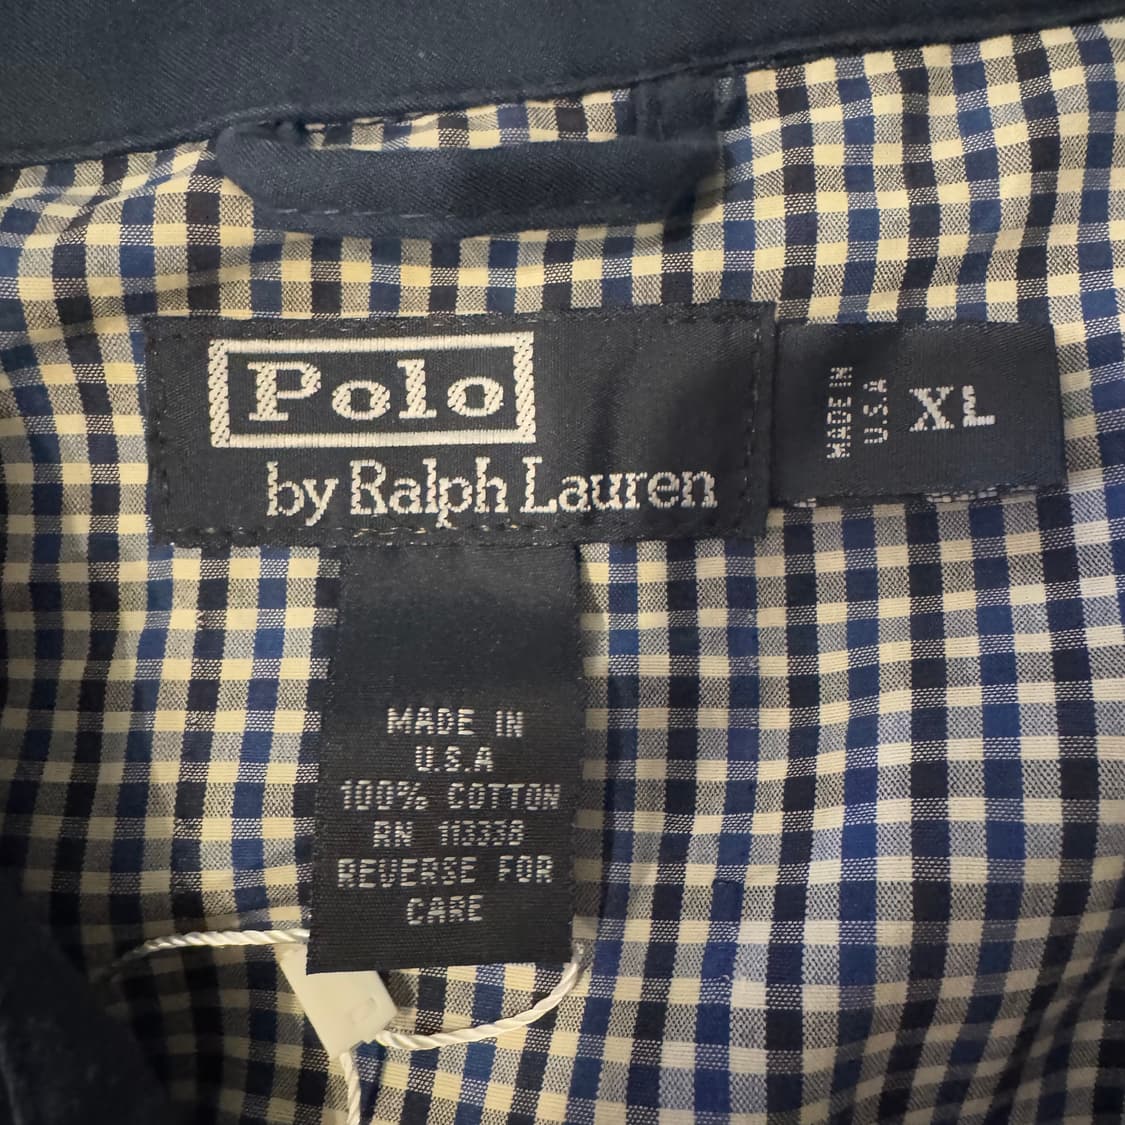 Polo
by Ralph Lauren
MADE IN
U.S.A
XL
MADE IN
U.S.A
100% COTTON
RN 113338
REVERSE FOR
CARE